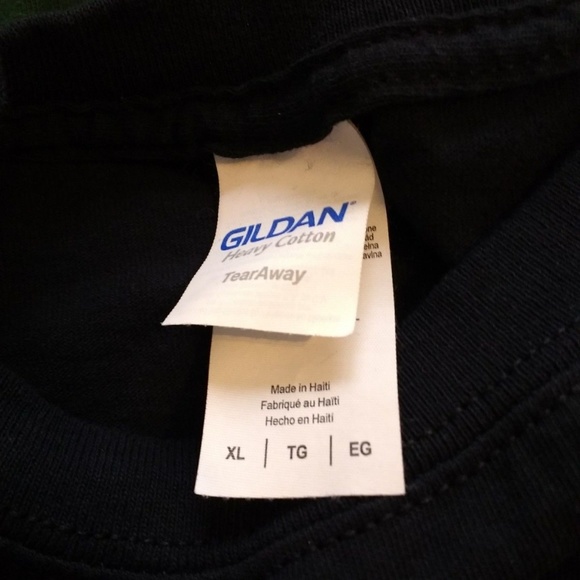 GILDAN
Heavy Cotton
TearAway
Made in Haiti
Fabriqué au Haïti
Hecho en Haiti
XL | TG | EG